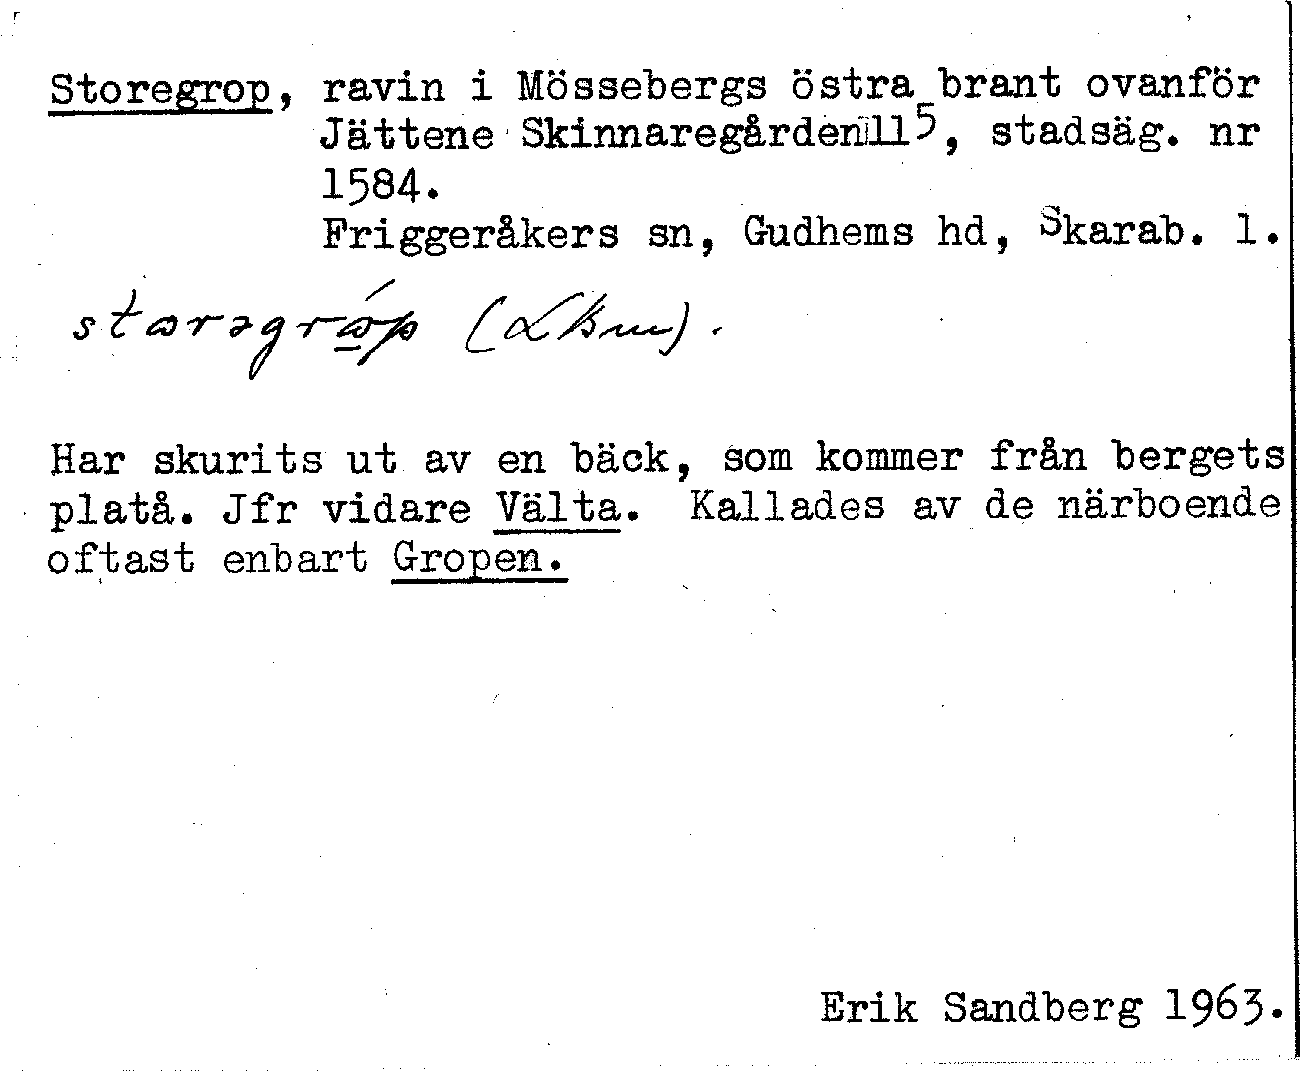 Storegrop, ravin i Mössebergs östra brant ovanför
Jättene Skinnaregården 11⁵, stadsäg. nr
1584.
Friggeråkers sn, Gudhems hd, Skarab. l.
Har skurits ut av en bäck, som kommer från bergets
platå. Jfr vidare Välta. Kallades av de närboende
oftast enbart Gropen.
Erik Sandberg 1963.